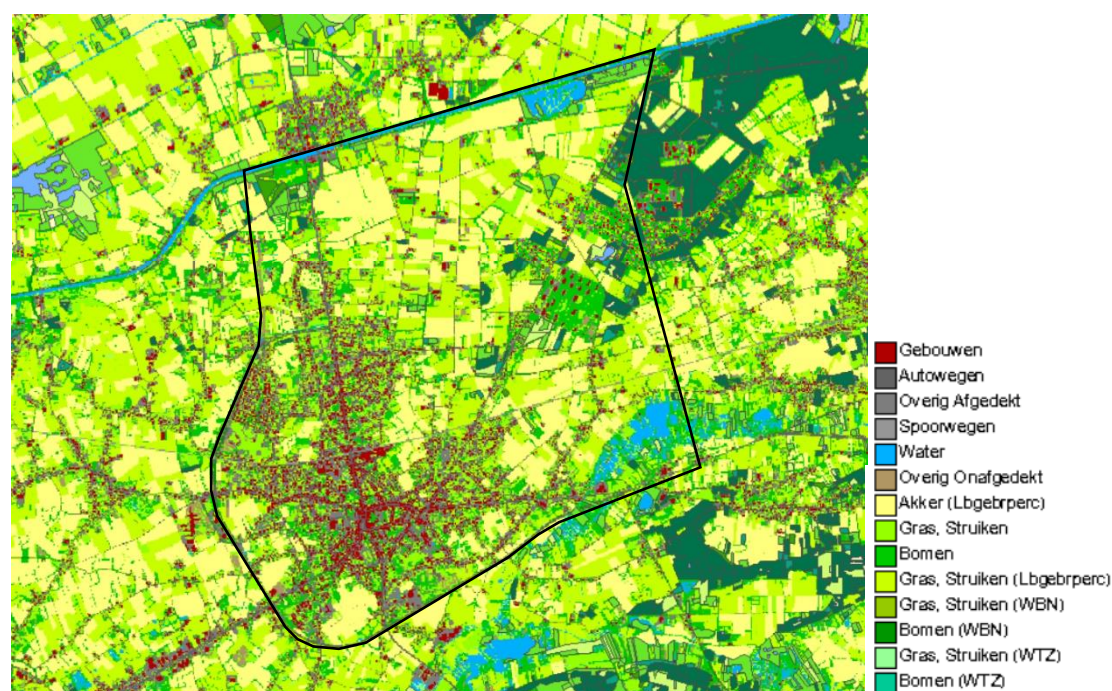 Gebouwen
Autowegen
Overig Afgedekt
Spoorwegen
Water
Overig Onafgedekt
Akker (Lbgebrperc)
Gras, Struiken
Bomen
Gras, Struiken (Lbgebrperc)
Gras, Struiken (WBN)
Bomen (WBN)
Gras, Struiken (WTZ)
Bomen (WTZ)